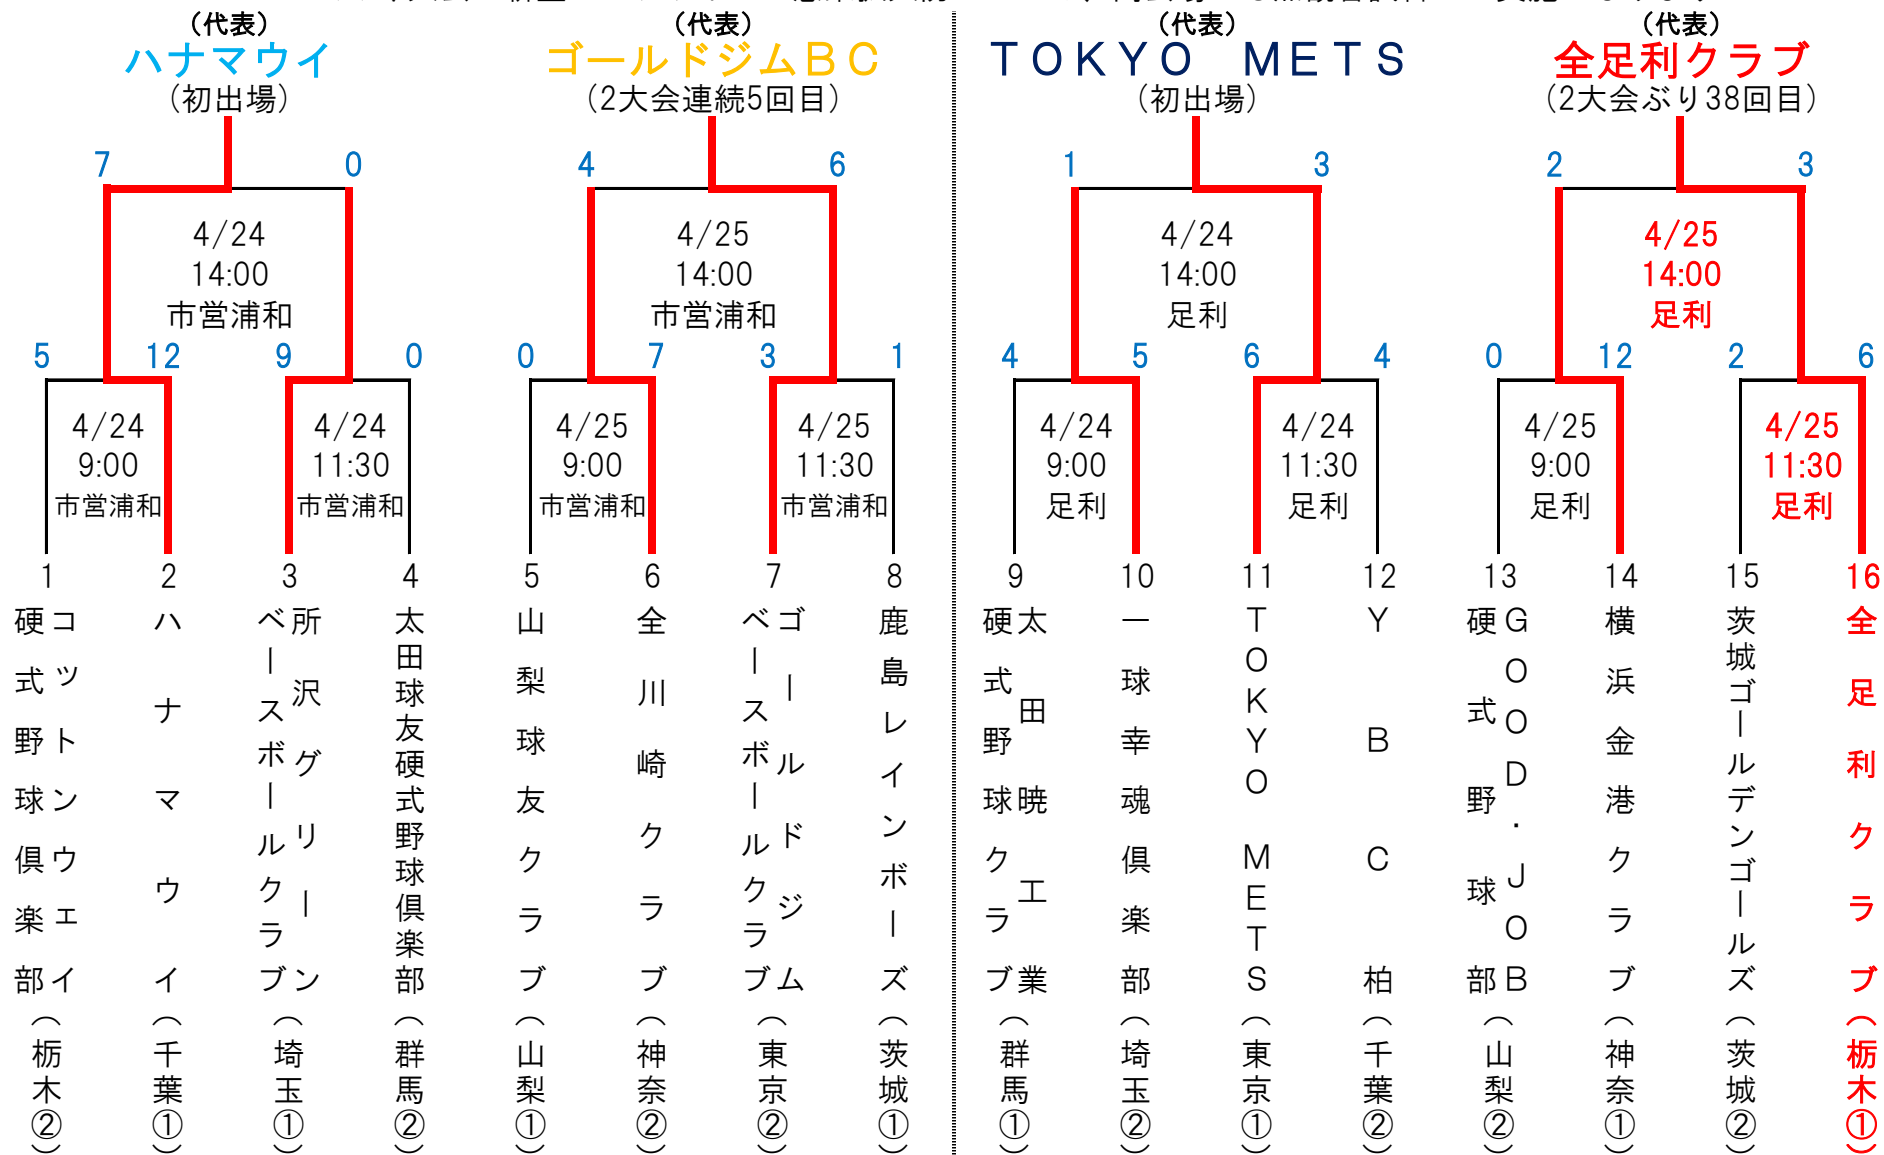 （代表）
ハナマウイ
（初出場）
（代表）
ゴールドジムＢＣ
（2大会連続5回目）
（代表）
ＴＯＫＹＯ　ＭＥＴＳ
（初出場）
（代表）
全足利クラブ
（2大会ぶり38回目）
7
0
4
6
1
3
2
3
4/24
14:00
市営浦和
4/25
14:00
市営浦和
4/24
14:00
足利
4/25
14:00
足利
5
12
9
0
0
7
3
1
4
5
6
4
0
12
2
6
4/24
9:00
市営浦和
4/24
11:30
市営浦和
4/25
9:00
市営浦和
4/25
11:30
市営浦和
4/24
9:00
足利
4/24
11:30
足利
4/25
9:00
足利
4/25
11:30
足利
1
コットンウェイ
硬式野球倶楽部
（栃木②）
2
ハナマウイ
（千葉①）
3
所沢グリーン
ベースボールクラブ
（埼玉①）
4
太田球友硬式野球倶楽部
（群馬②）
5
山梨球友クラブ
（山梨①）
6
全川崎クラブ
（神奈②）
7
ゴールドジム
ベースボールクラブ
（東京②）
8
鹿島レインボーズ
（茨城①）
9
太田暁工業
硬式野球クラブ
（群馬①）
10
一球幸魂倶楽部
（埼玉②）
11
ＴＯＫＹＯ　ＭＥＴＳ
（東京①）
12
ＹＢＣ柏
（千葉②）
13
ＧＯＯＤ・ＪＯＢ
硬式野球部
（山梨②）
14
横浜金港クラブ
（神奈①）
15
茨城ゴールデンゴールズ
（茨城②）
16
全足利クラブ
（栃木①）